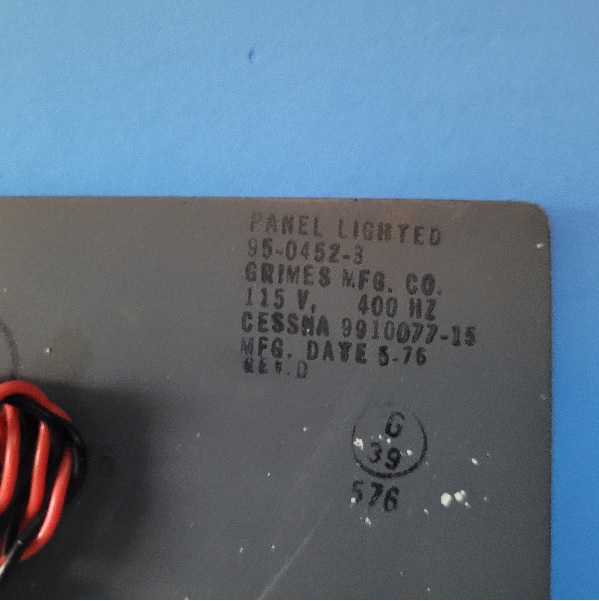 PANEL LIGHTED
95-0452-3
GRIMES MFG. CO.
115 V, 400 HZ
CESSNA 9910077-15
MFG. DATE 5-76
REV. D
G
39
576